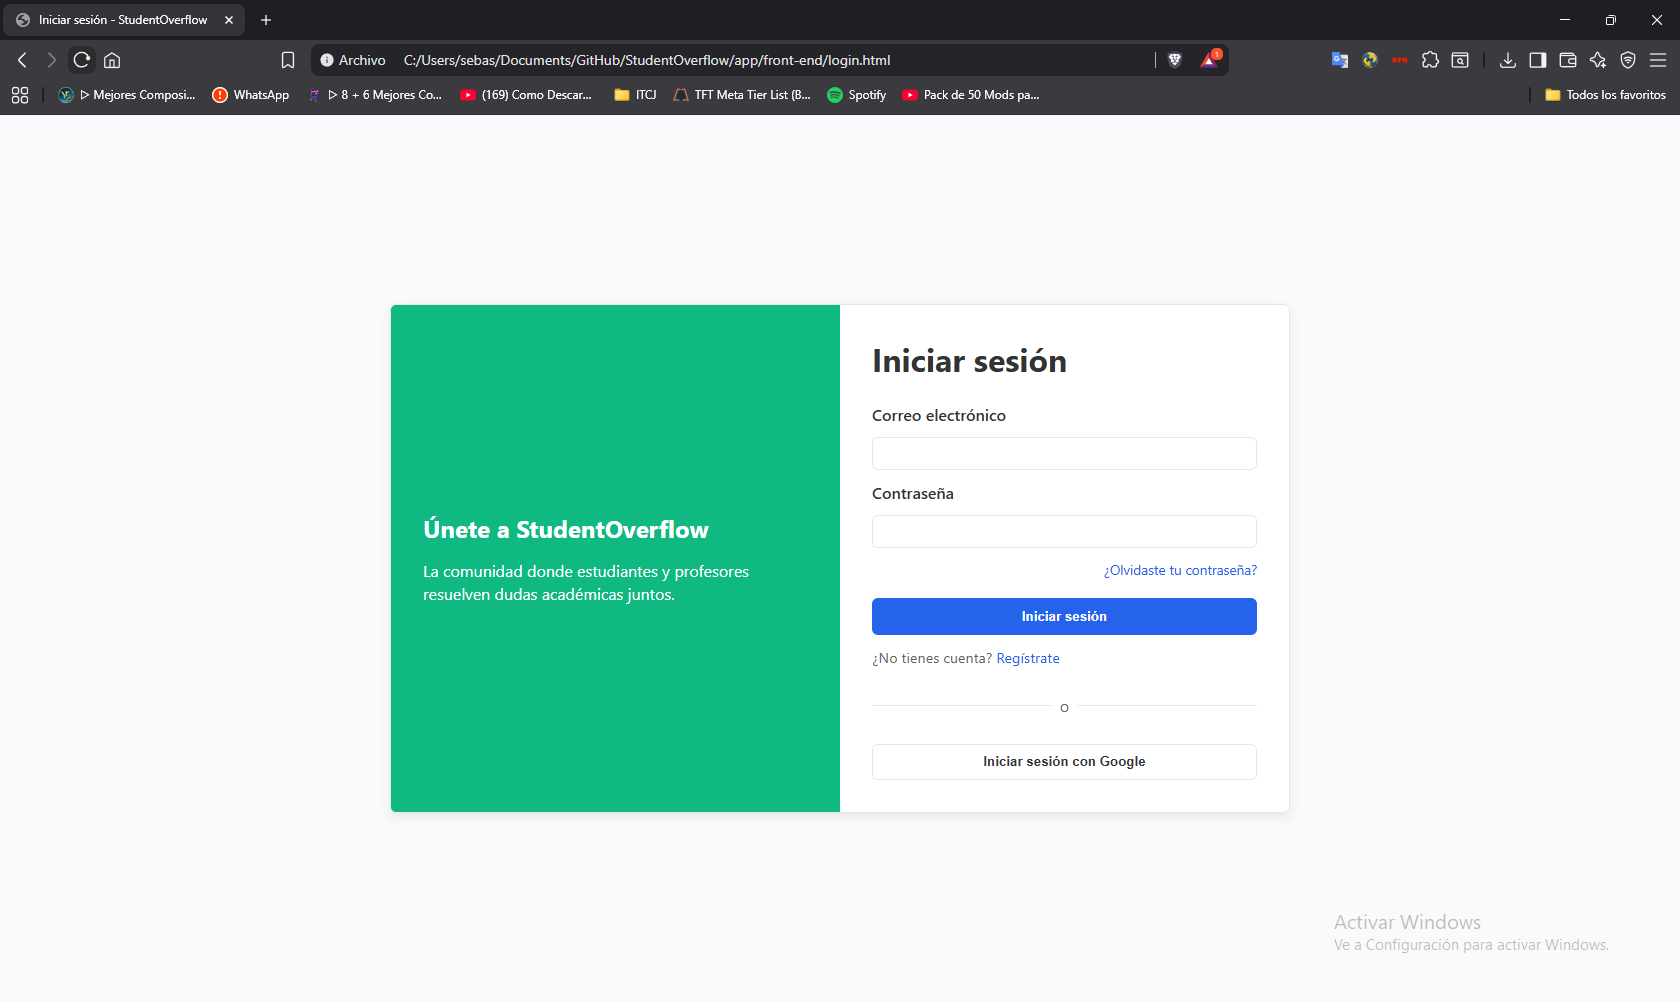 Iniciar sesión - StudentOverflow
Archivo C:/Users/sebas/Documents/GitHub/StudentOverflow/app/front-end/login.html
1
DPR
▷ Mejores Composi... WhatsApp ▷ 8 + 6 Mejores Co... (169) Como Descar... ITCJ TFT Meta Tier List (B... Spotify Pack de 50 Mods pa... Todos los favoritos
Únete a StudentOverflow
La comunidad donde estudiantes y profesores
resuelven dudas académicas juntos.
Iniciar sesión
Correo electrónico
Contraseña
¿Olvidaste tu contraseña?
Iniciar sesión
¿No tienes cuenta? Regístrate
o
Iniciar sesión con Google
Activar Windows
Ve a Configuración para activar Windows.